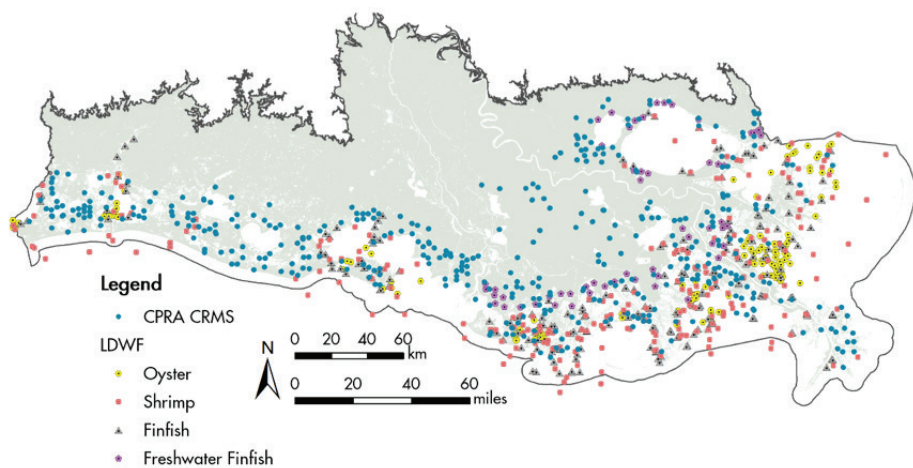 Legend
CPRA CRMS
LDWF
Oyster
Shrimp
Finfish
Freshwater Finfish
N
0 20 40 60
km
0 20 40 60
miles